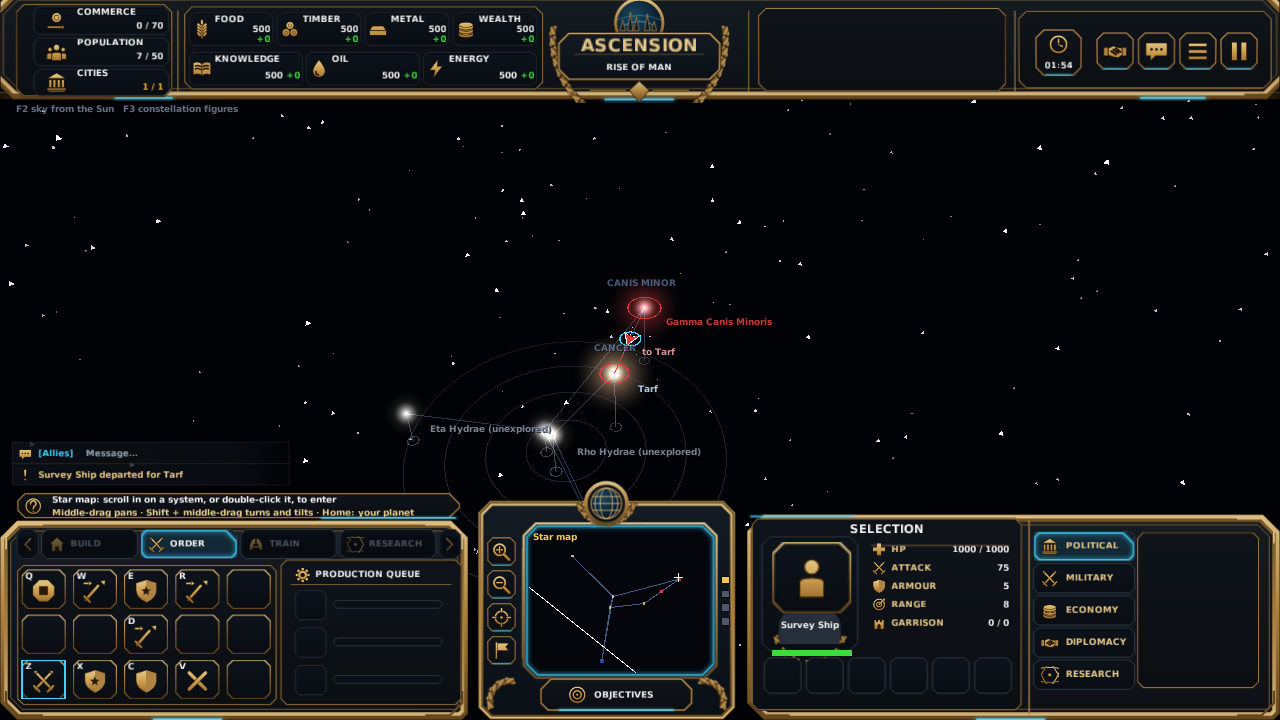 COMMERCE
0 / 70
POPULATION
7 / 50
CITIES
1 / 1
FOOD
500
+0
TIMBER
500
+0
METAL
500
+0
WEALTH
500
+0
KNOWLEDGE
500 +0
OIL
500 +0
ENERGY
500 +0
ASCENSION
RISE OF MAN
01:54
F2 sky from the Sun F3 constellation figures
CANIS MINOR
Gamma Canis Minoris
CANCER
to Tarf
Tarf
Eta Hydrae (unexplored)
Rho Hydrae (unexplored)
[Allies] Message...
! Survey Ship departed for Tarf
? Star map: scroll in on a system, or double-click it, to enter
Middle-drag pans · Shift + middle-drag turns and tilts · Home: your planet
BUILD
ORDER
TRAIN
RESEARCH
Q
W
E
R
D
Z
X
C
V
PRODUCTION QUEUE
Star map
OBJECTIVES
SELECTION
Survey Ship
HP 1000 / 1000
ATTACK 75
ARMOUR 5
RANGE 8
GARRISON 0 / 0
POLITICAL
MILITARY
ECONOMY
DIPLOMACY
RESEARCH